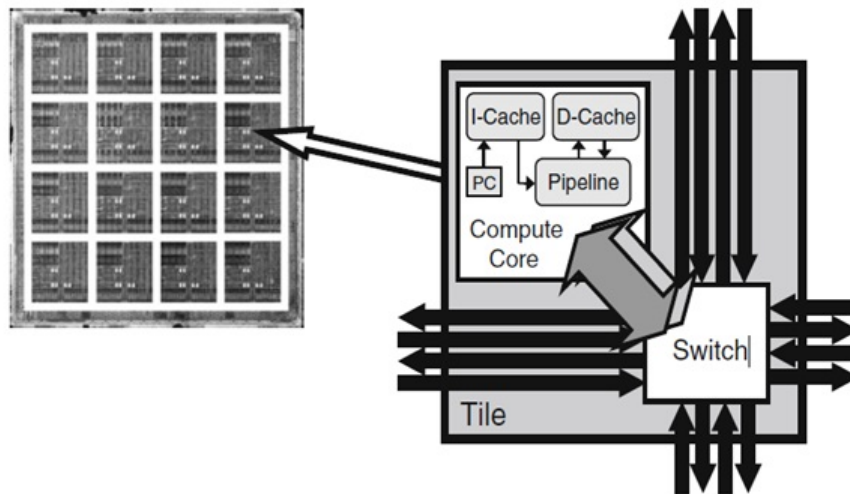 I-Cache
D-Cache
PC
Pipeline
Compute
Core
Switch
Tile